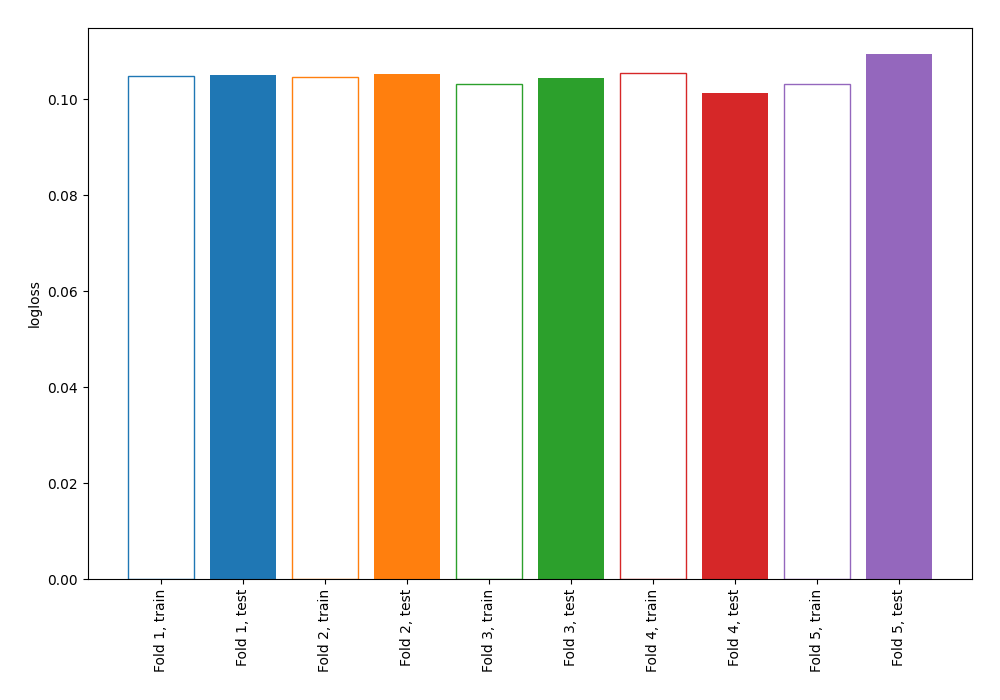 0.10
0.08
0.06
0.04
0.02
0.00
logloss
Fold 1, train
Fold 1, test
Fold 2, train
Fold 2, test
Fold 3, train
Fold 3, test
Fold 4, train
Fold 4, test
Fold 5, train
Fold 5, test